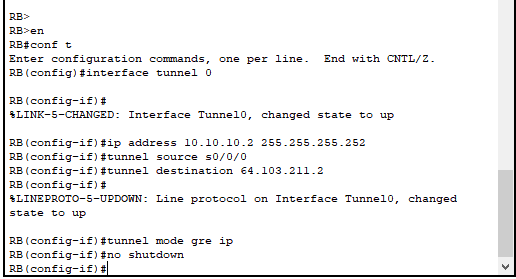 RB>
RB>en
RB#conf t
Enter configuration commands, one per line.  End with CNTL/Z.
RB(config)#interface tunnel 0
RB(config-if)#
%LINK-5-CHANGED: Interface Tunnel0, changed state to up
RB(config-if)#ip address 10.10.10.2 255.255.255.252
RB(config-if)#tunnel source s0/0/0
RB(config-if)#tunnel destination 64.103.211.2
RB(config-if)#
%LINEPROTO-5-UPDOWN: Line protocol on Interface Tunnel0, changed
state to up
RB(config-if)#tunnel mode gre ip
RB(config-if)#no shutdown
RB(config-if)#